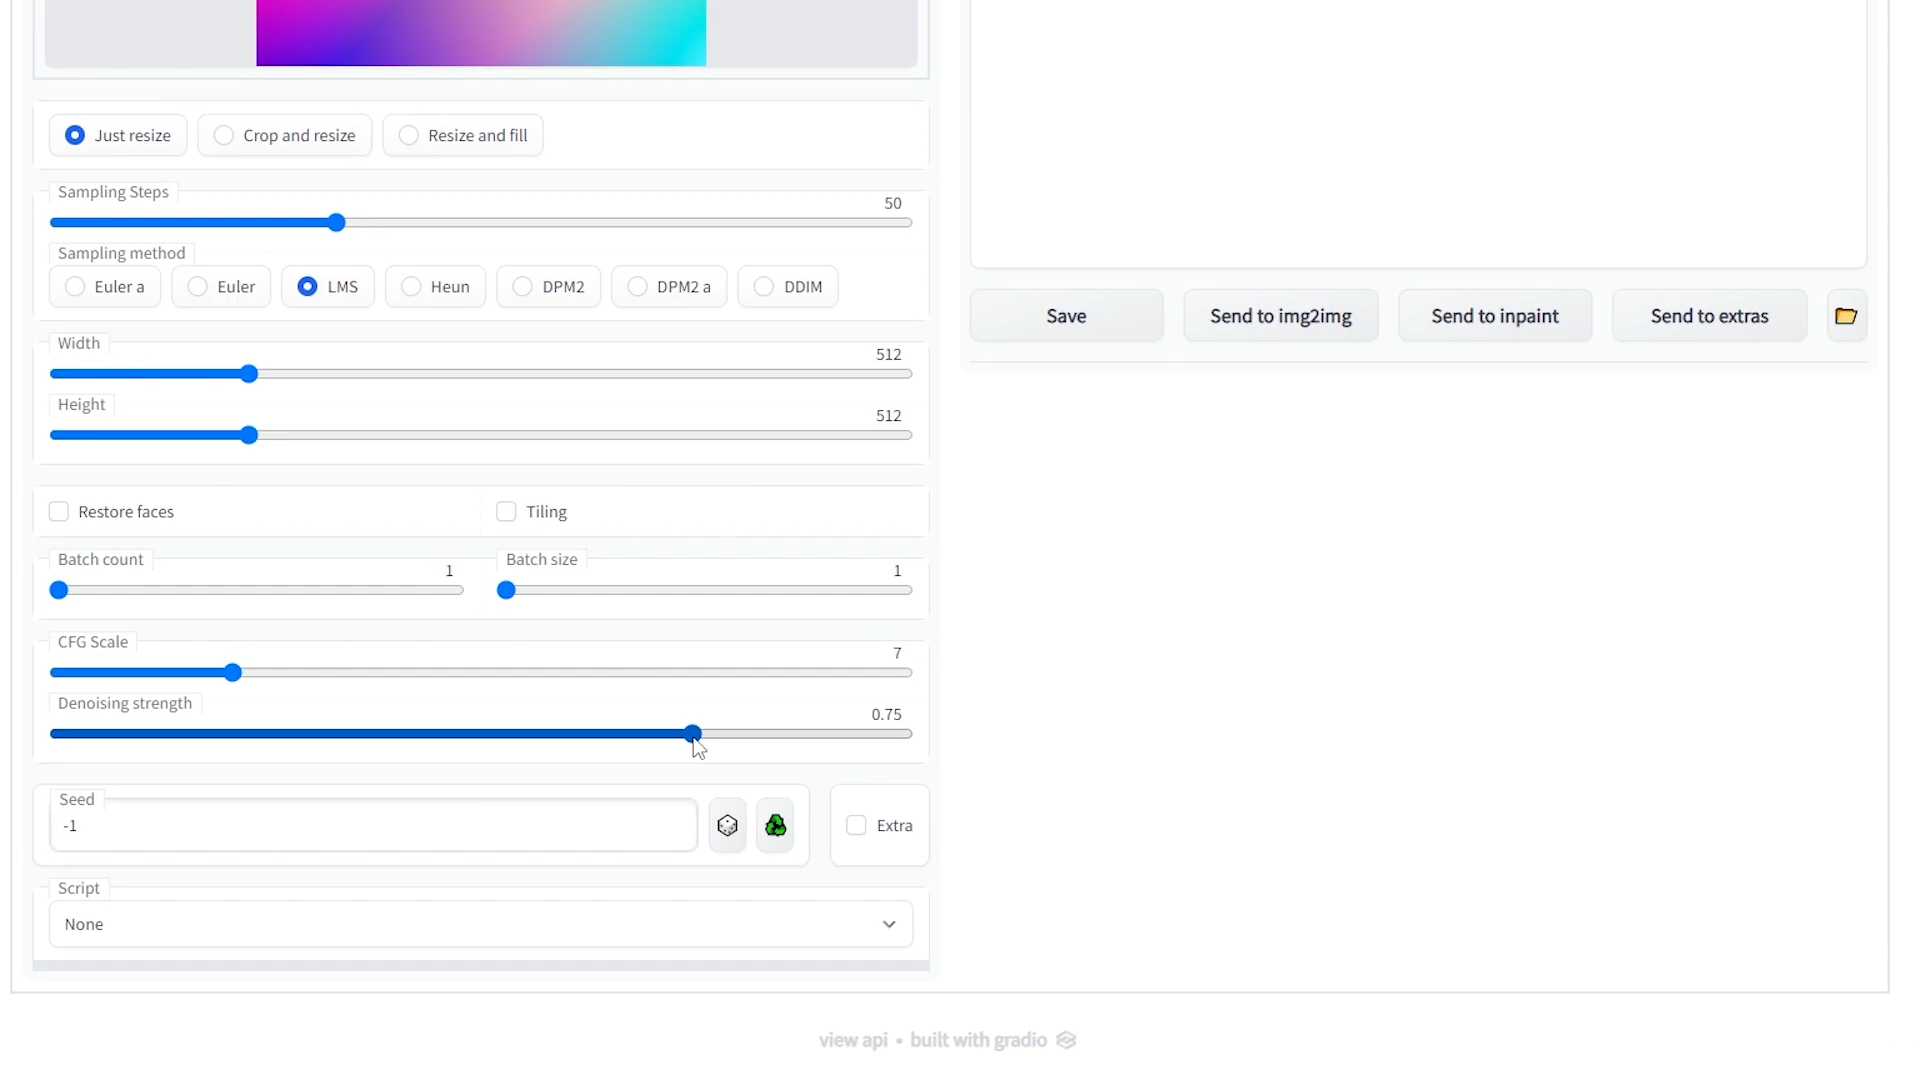 Just resize Crop and resize Resize and fill
Sampling Steps
50
Sampling method
Euler a Euler LMS Heun DPM2 DPM2 a DDIM
Width
512
Height
512
Restore faces Tiling
Batch count
1
Batch size
1
CFG Scale
7
Denoising strength
0.75
Seed
-1
Extra
Script
None
Save Send to img2img Send to inpaint Send to extras
view api • built with gradio